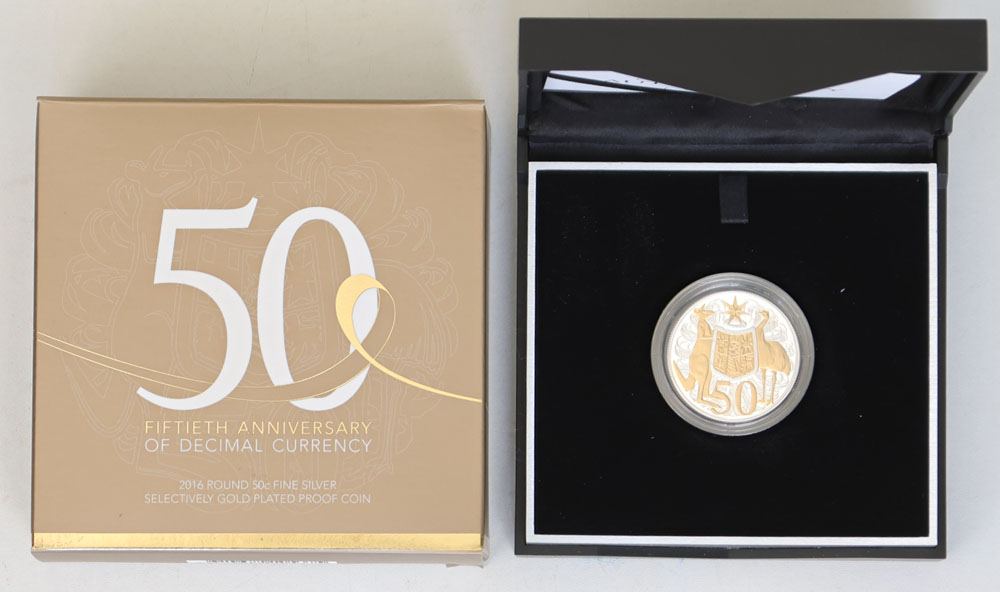 50
FIFTIETH ANNIVERSARY
OF DECIMAL CURRENCY
2016 ROUND 50c FINE SILVER
SELECTIVELY GOLD PLATED PROOF COIN
50